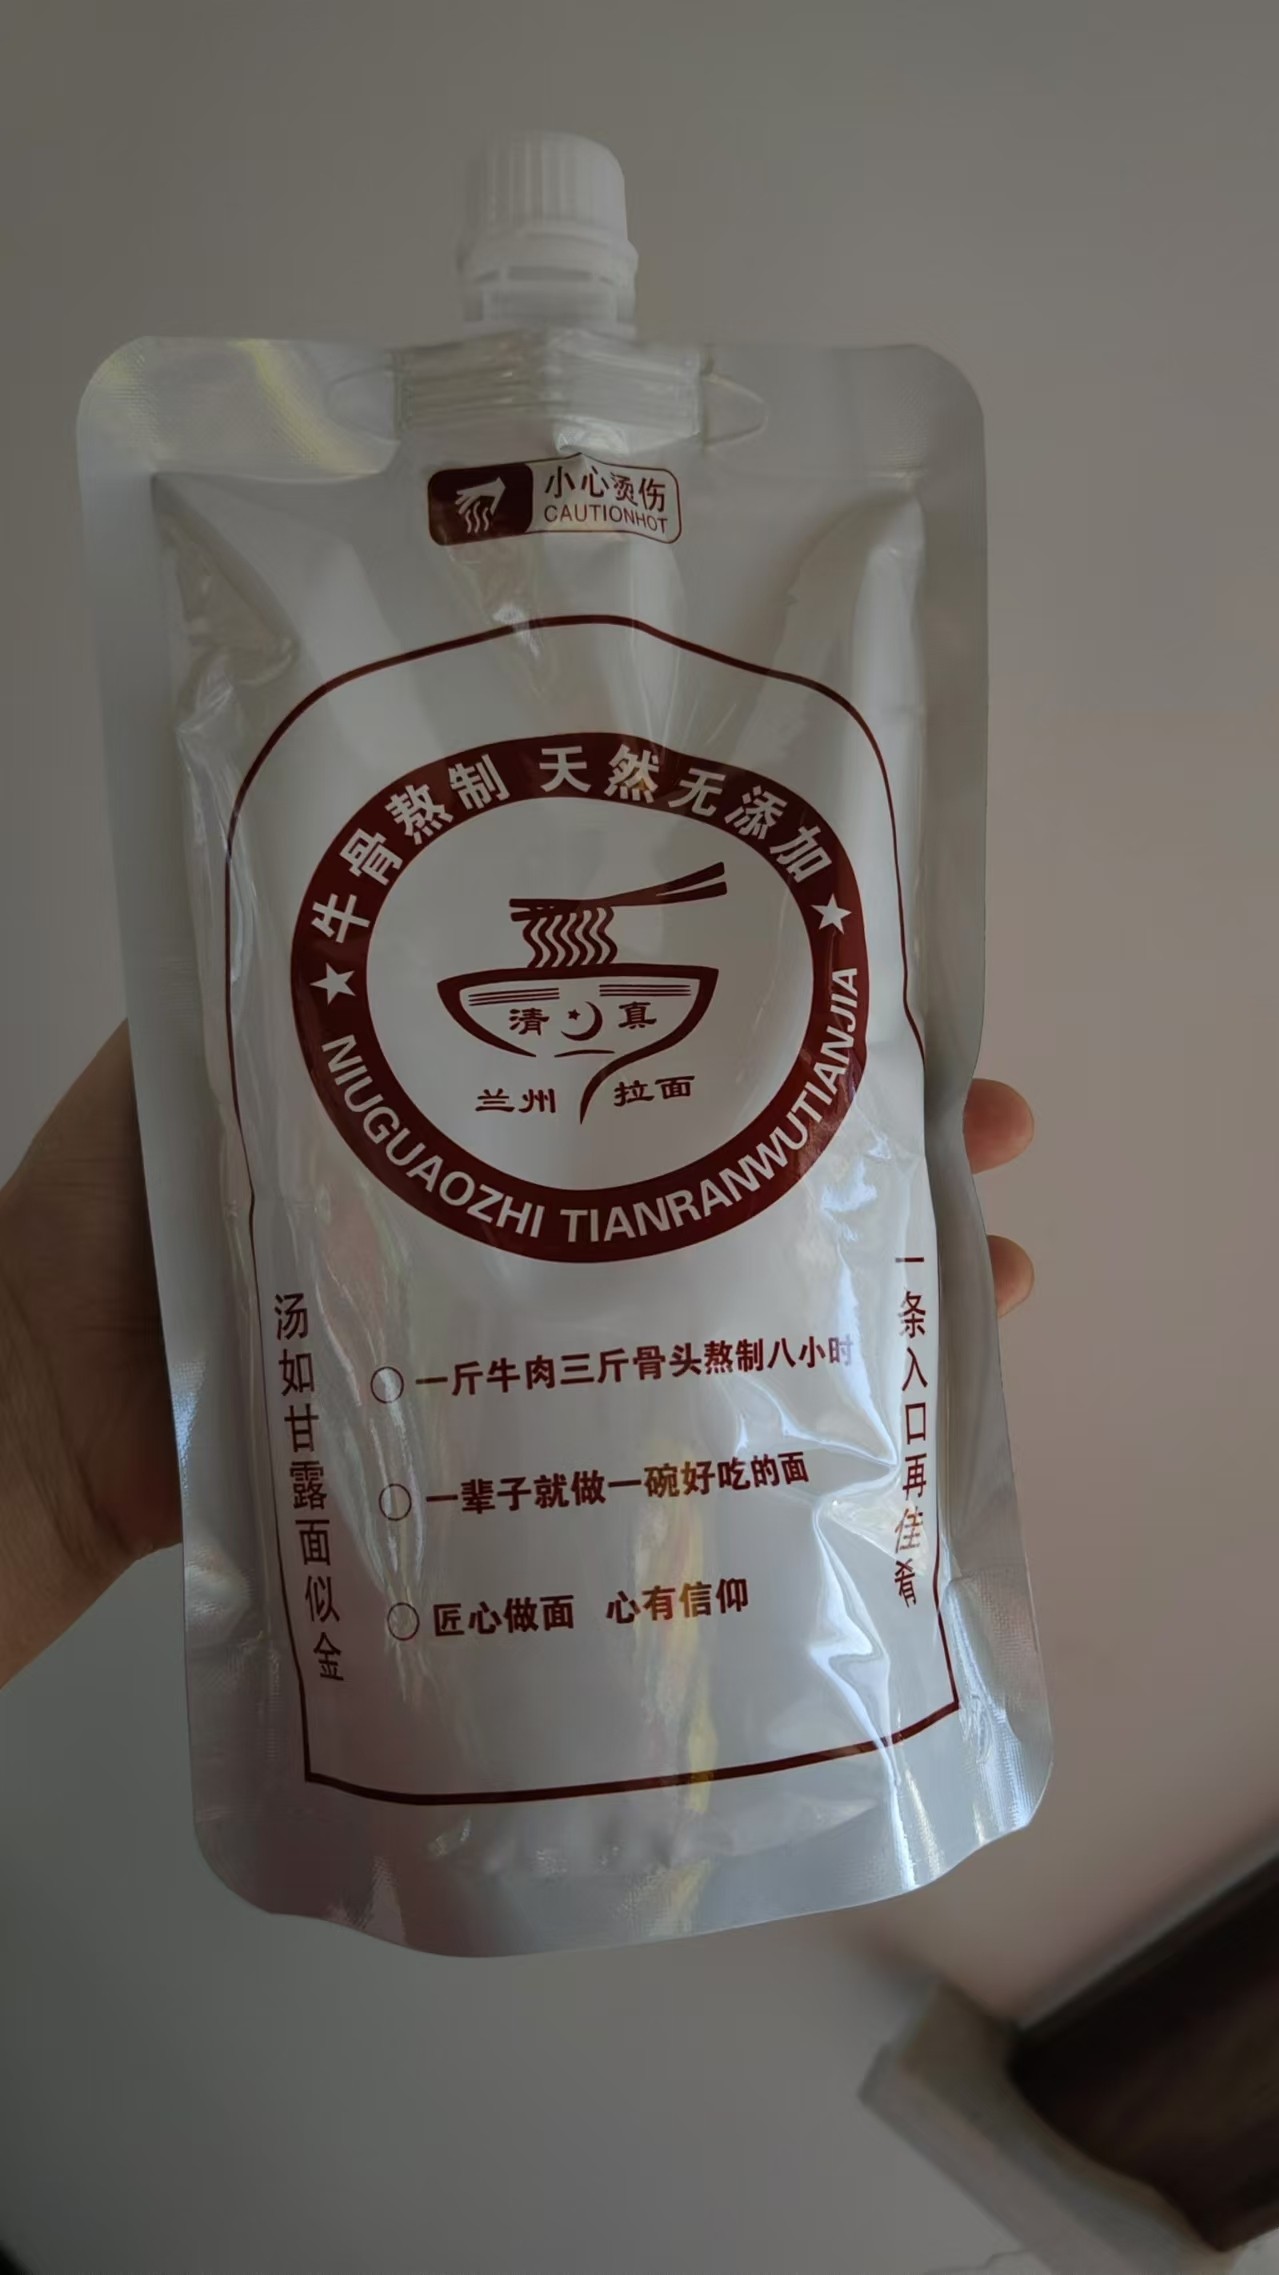 小心烫伤
CAUTIONHOT
牛骨熬制 天然无添加
清真
兰州 拉面
NIUGUAOZHI TIANRANWUTIANJIA
汤如甘露面似金
一条入口再佳肴
一斤牛肉三斤骨头熬制八小时
一辈子就做一碗好吃的面
匠心做面 心有信仰